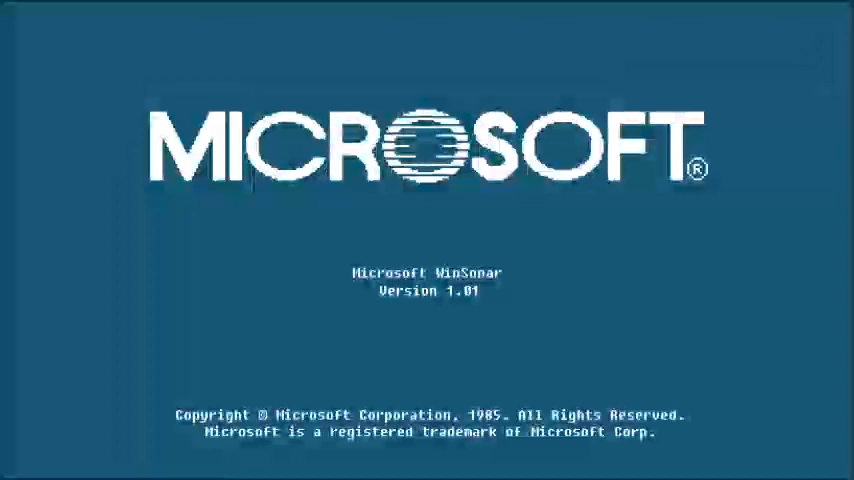 MICROSOFT®
Microsoft WinSonar
Version 1.01
Copyright © Microsoft Corporation, 1985. All Rights Reserved.
Microsoft is a registered trademark of Microsoft Corp.